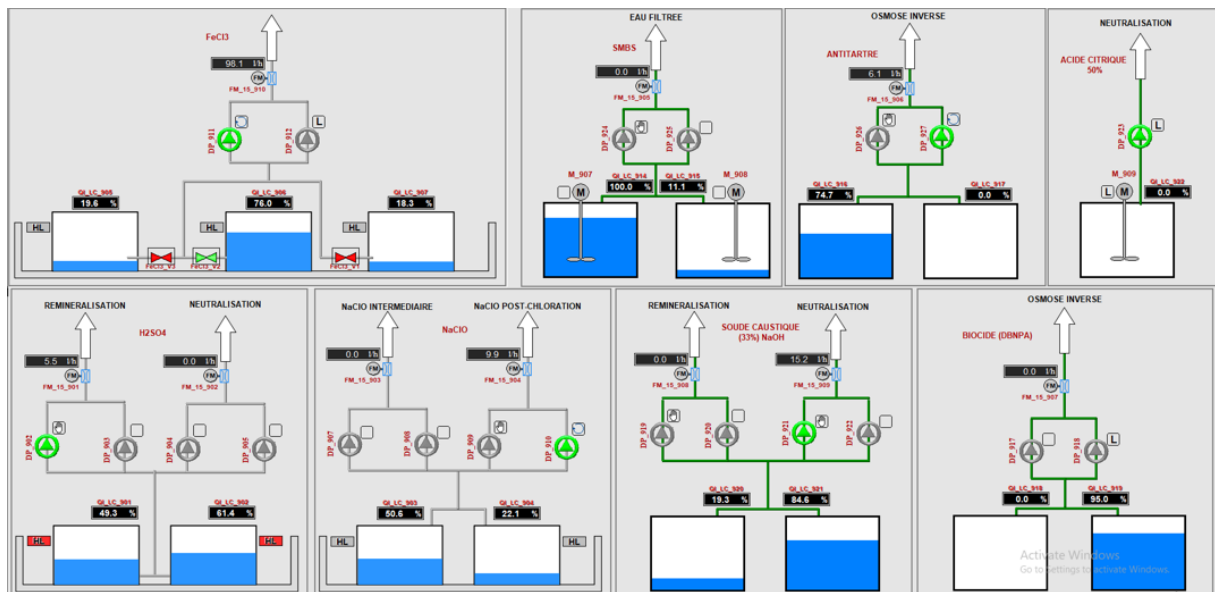 FeCl3
98.1 l/h
FM
FM_15_910
DP_911
L
DP_912
QI_LC_905
19.6 %
QI_LC_906
76.0 %
QI_LC_907
18.3 %
HL
HL
HL
FeCl3_V3
FeCl3_V2
FeCl3_V1
EAU FILTREE
SMBS
0.0 l/h
FM
FM_15_905
DP_924
DP_925
M_907
M
QI_LC_914
100.0 %
QI_LC_915
11.1 %
M_908
M
OSMOSE INVERSE
ANTITARTRE
6.1 l/h
FM
FM_15_906
DP_926
DP_927
QI_LC_916
74.7 %
QI_LC_917
0.0 %
NEUTRALISATION
ACIDE CITRIQUE
50%
DP_923
L
M_909
L
M
0.0 %
REMINERALISATION
NEUTRALISATION
H2SO4
5.5 l/h
0.0 l/h
FM
FM
FM_15_901
FM_15_902
DP_902
DP_903
DP_904
DP_905
QI_LC_901
49.3 %
QI_LC_902
61.4 %
HL
HL
NaClO INTERMEDIAIRE
NaClO POST-CHLORATION
NaClO
0.0 l/h
9.9 l/h
FM
FM
FM_15_903
FM_15_904
DP_907
DP_908
DP_909
DP_910
QI_LC_903
50.6 %
QI_LC_904
22.1 %
HL
HL
REMINERALISATION
NEUTRALISATION
SOUDE CAUSTIQUE
(33%) NaOH
0.0 l/h
15.2 l/h
FM
FM
FM_15_908
FM_15_909
DP_919
DP_920
DP_921
DP_922
QI_LC_920
19.3 %
QI_LC_921
84.6 %
OSMOSE INVERSE
BIOCIDE (DBNPA)
0.0 l/h
FM
FM_15_907
DP_917
DP_918
L
QI_LC_918
0.0 %
QI_LC_919
95.0 %
Activate Windows
Go to Settings to activate Windows.